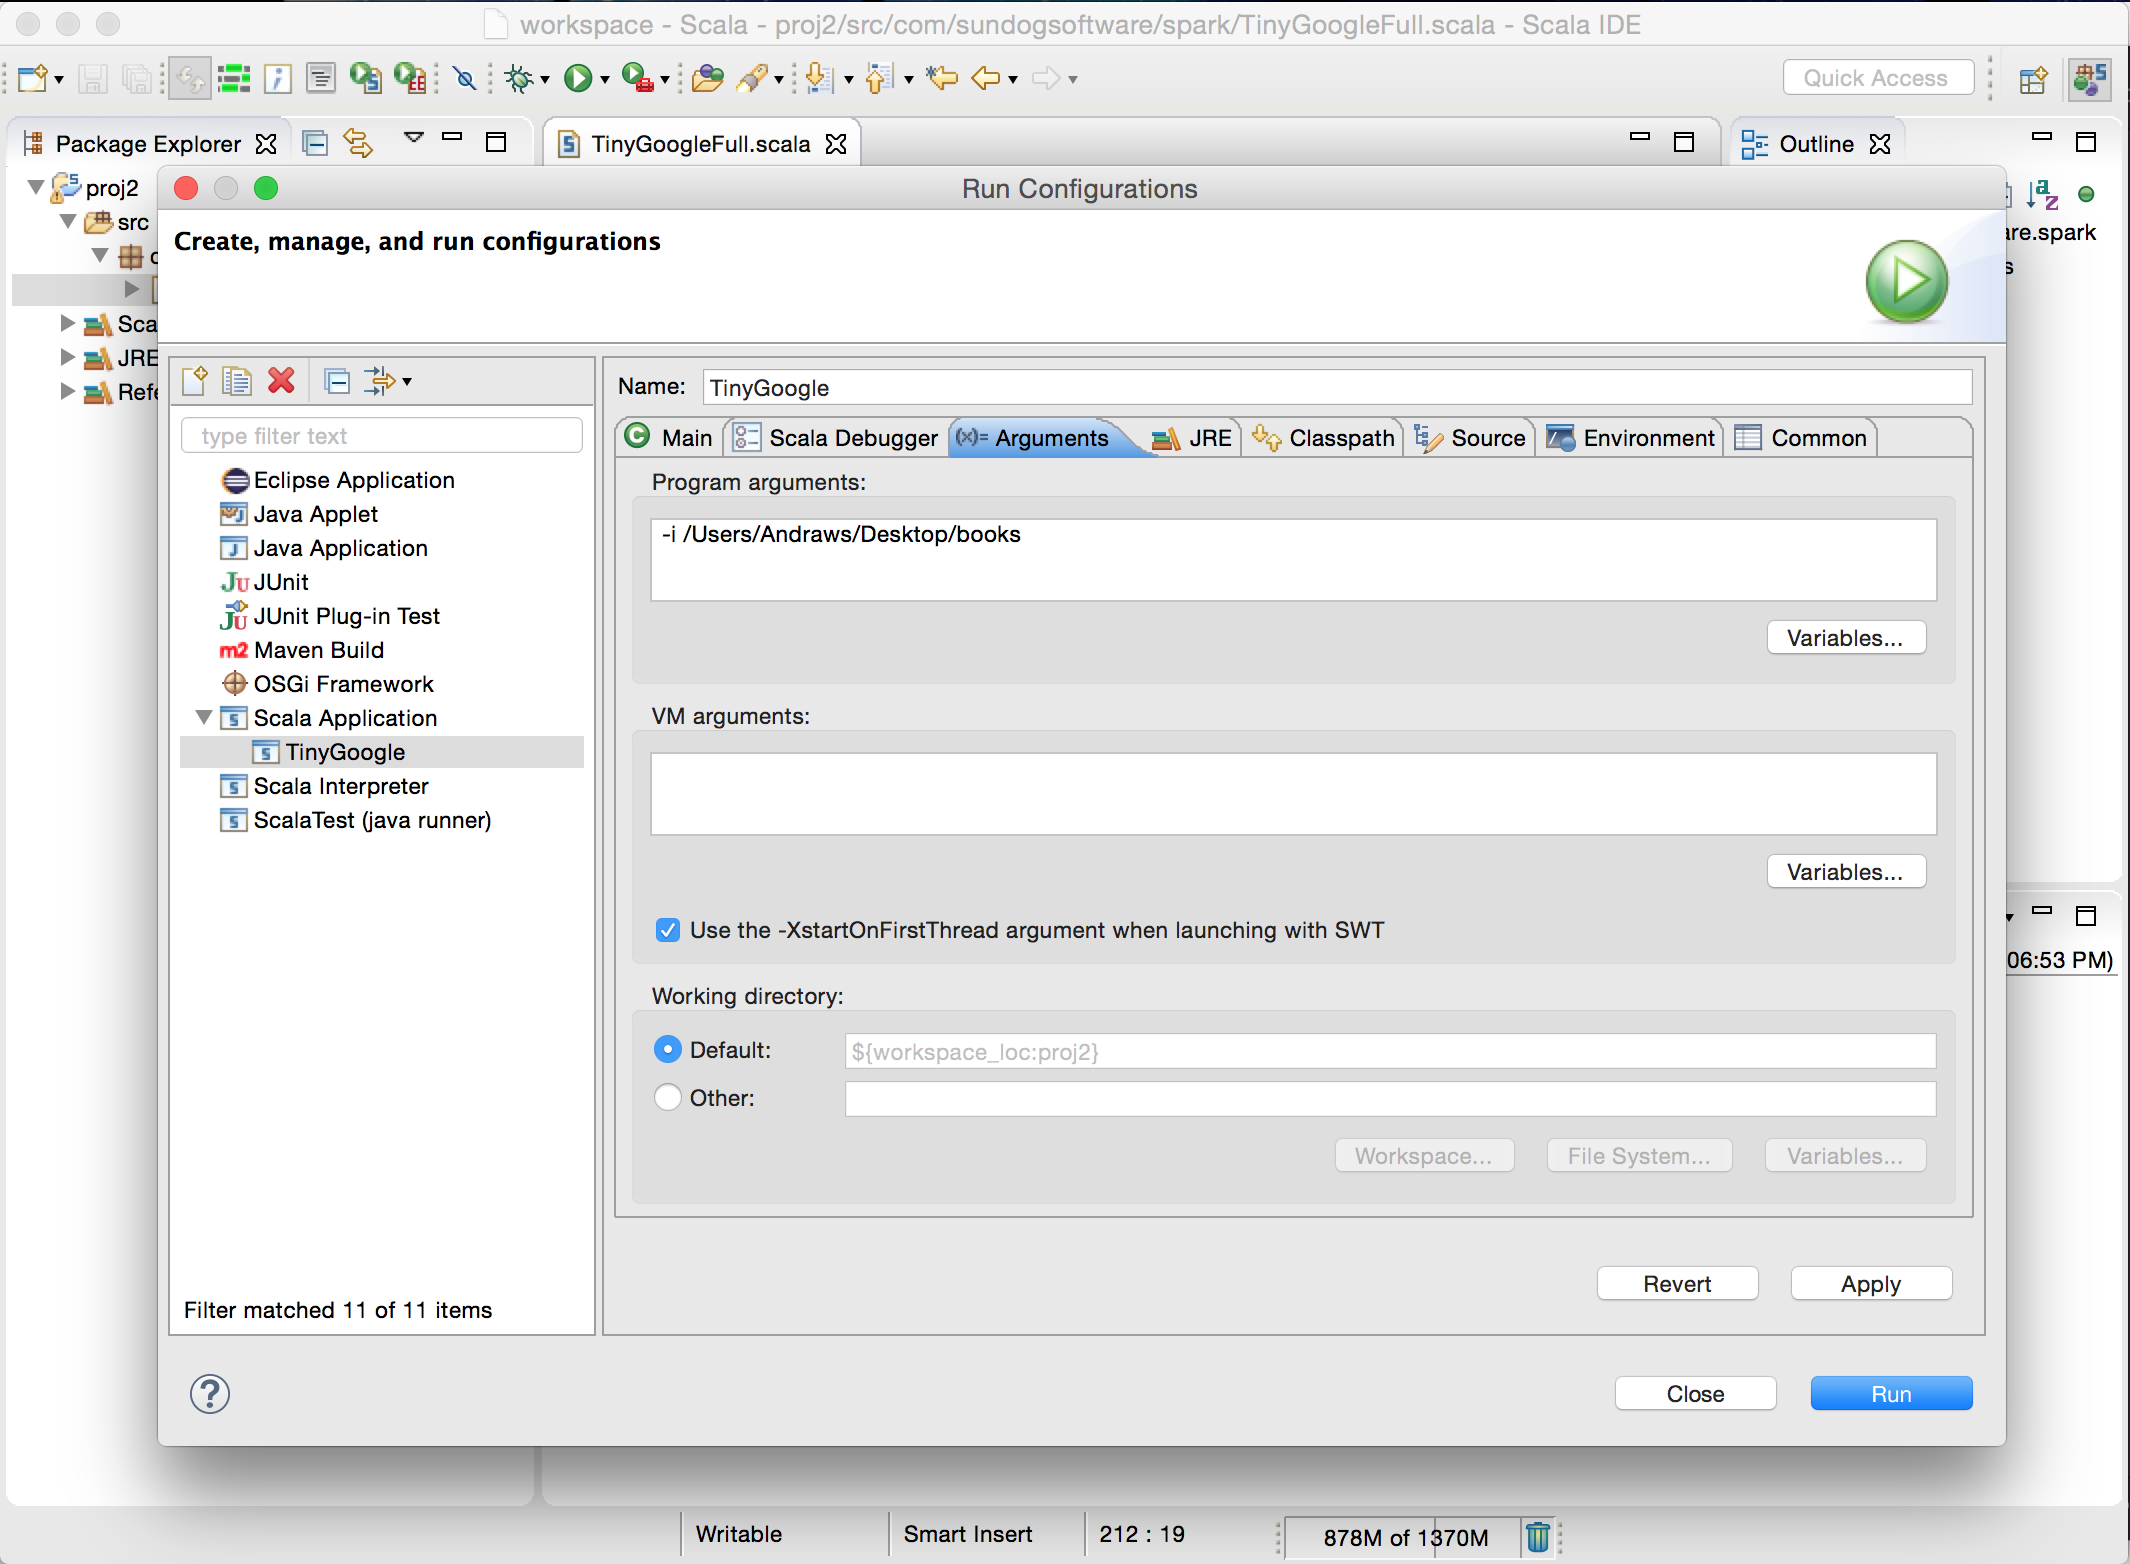 workspace - Scala - proj2/src/com/sundogsoftware/spark/TinyGoogleFull.scala - Scala IDE
Quick Access
Package Explorer
TinyGoogleFull.scala
Outline
proj2
Run Configurations
src
Create, manage, and run configurations
are.spark
c
s
Sca
JRE
Refe
Name: TinyGoogle
type filter text
Main Scala Debugger (x)= Arguments JRE Classpath Source Environment Common
Eclipse Application
Java Applet
Java Application
JUnit
JUnit Plug-in Test
Maven Build
OSGi Framework
Scala Application
TinyGoogle
Scala Interpreter
ScalaTest (java runner)
Filter matched 11 of 11 items
Program arguments:
-i /Users/Andraws/Desktop/books
Variables...
VM arguments:
Variables...
Use the -XstartOnFirstThread argument when launching with SWT
06:53 PM)
Working directory:
Default: ${workspace_loc:proj2}
Other:
Workspace... File System... Variables...
Revert Apply
Close Run
Writable Smart Insert 212 : 19 878M of 1370M